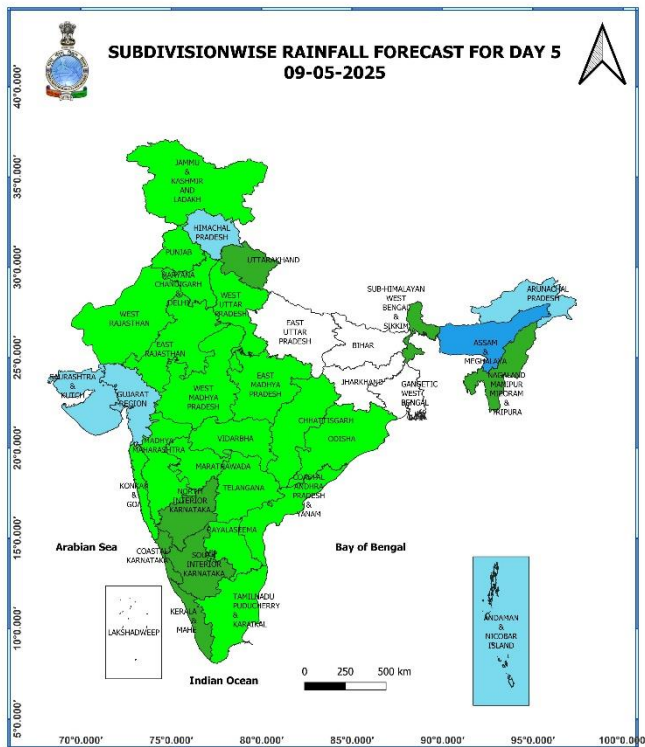 SUBDIVISIONWISE RAINFALL FORECAST FOR DAY 5
09-05-2025
40°0.000'
35°0.000'
30°0.000'
25°0.000'
20°0.000'
15°0.000'
10°0.000'
5°0.000'
JAMMU
&
KASHMIR
AND
LADAKH
HIMACHAL
PRADESH
PUNJAB
UTTARAKHAND
HARYANA
CHANDIGARH
&
DELHI
WEST
UTTAR
PRADESH
WEST
RAJASTHAN
EAST
RAJASTHAN
EAST
UTTAR
PRADESH
BIHAR
SUB-HIMALAYAN
WEST
BENGAL
&
SIKKIM
ARUNACHAL
PRADESH
ASSAM
&
MEGHALAYA
NAGALAND
MANIPUR
MIZORAM
&
TRIPURA
JHARKHAND
GANGETIC
WEST
BENGAL
SAURASHTRA
&
KUTCH
GUJARAT
REGION
WEST
MADHYA
PRADESH
EAST
MADHYA
PRADESH
CHHATISTGARH
ODISHA
VIDARBHA
MADHYA
MAHARASHTRA
MARATHAWADA
TELANGANA
KONKAN
&
GOA
NORTH
INTERIOR
KARNATAKA
COASTAL
ANDHRA
PRADESH
&
YANAM
RAYALASEEMA
COASTAL
KARNATAKA
SOUTH
INTERIOR
KARNATAKA
Arabian Sea
Bay of Bengal
TAMILNADU
PUDUCHERRY
&
KARAIKAL
KERALA
&
MAHE
LAKSHADWEEP
ANDAMAN
&
NICOBAR
ISLAND
Indian Ocean
0 250 500 km
70°0.000' 75°0.000' 80°0.000' 85°0.000' 90°0.000' 95°0.000' 100°0.000'